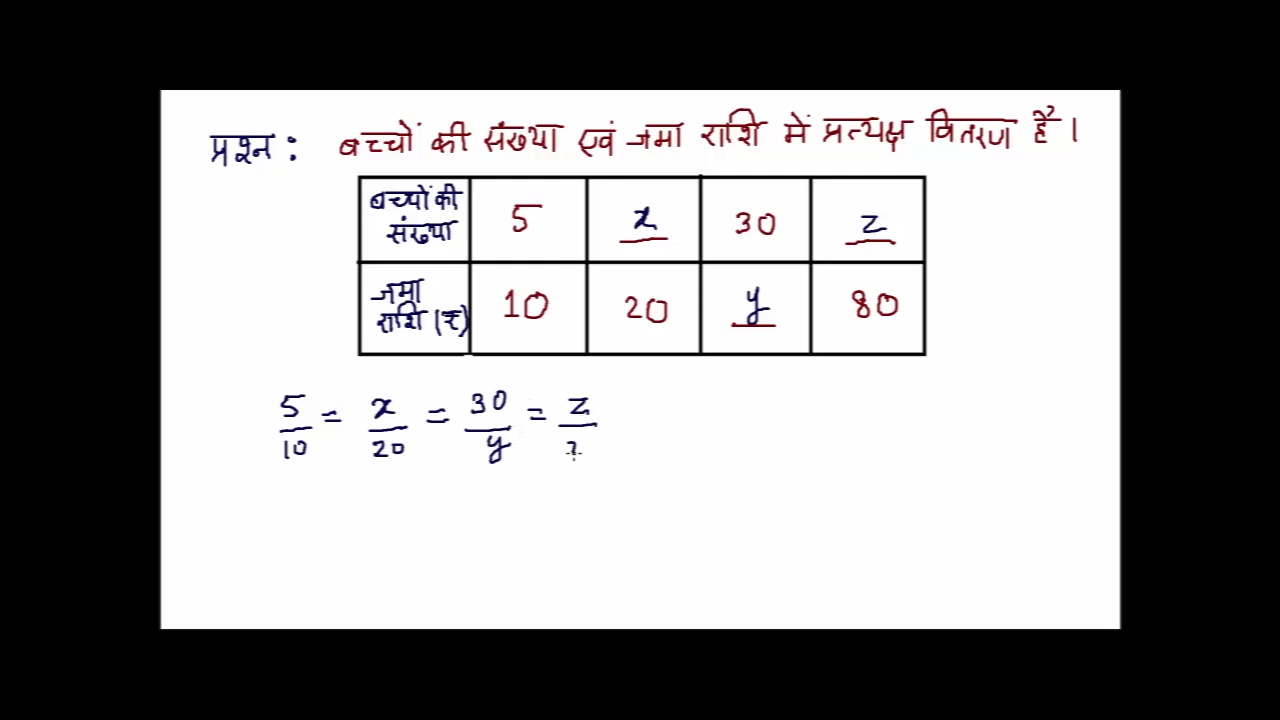 प्रश्न : बच्चों की संख्या एवं जमा राशि में प्रत्यक्ष वितरण है ।
बच्चों की संख्या 5 x 30 z
जमा राशि (₹) 10 20 y 80
5/10 = x/20 = 30/y = z/